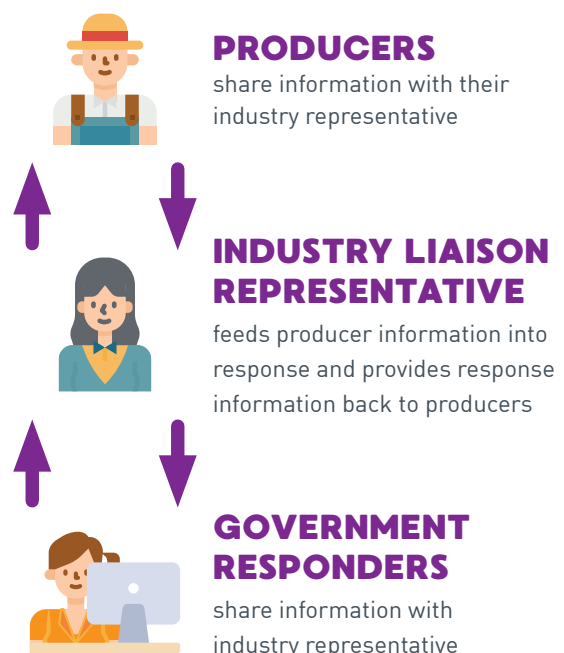 PRODUCERS
share information with their
industry representative
INDUSTRY LIAISON
REPRESENTATIVE
feeds producer information into
response and provides response
information back to producers
GOVERNMENT
RESPONDERS
share information with
industry representative